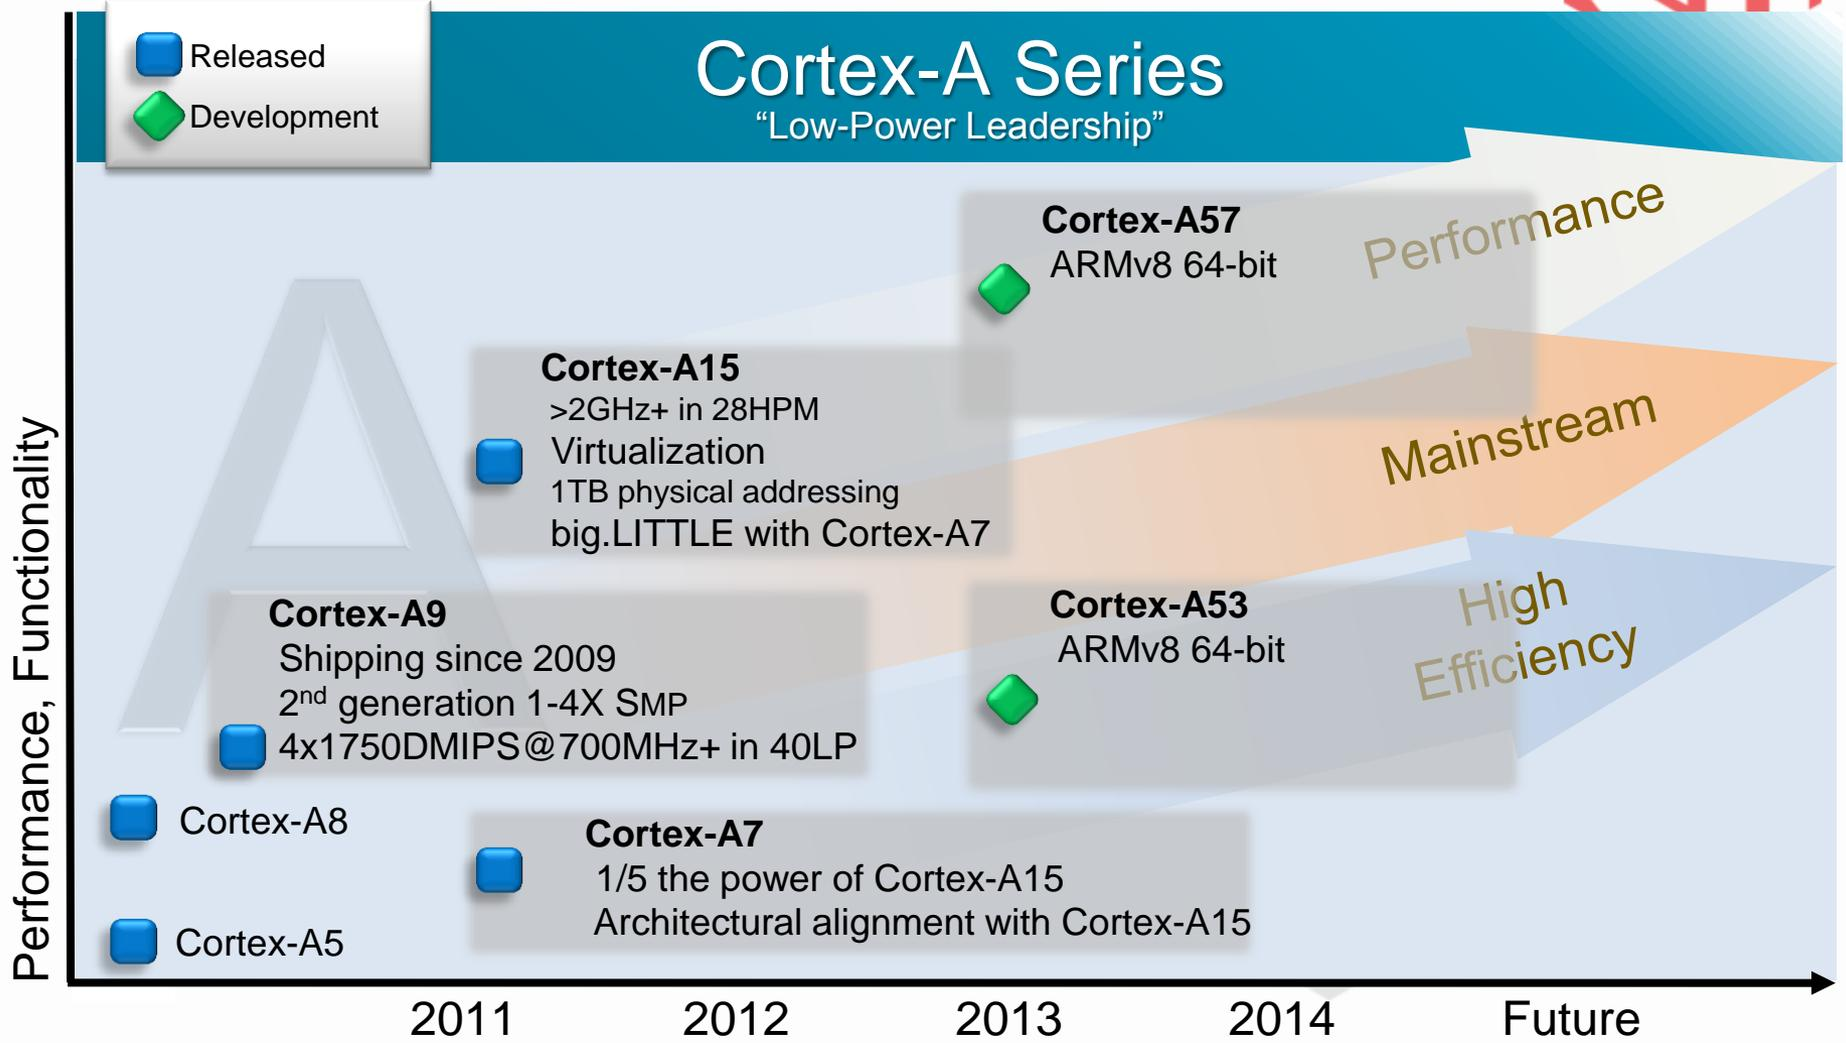 Released
Development
Cortex-A Series
“Low-Power Leadership”
Performance
Cortex-A57
ARMv8 64-bit
Cortex-A15
>2GHz+ in 28HPM
Virtualization
1TB physical addressing
big.LITTLE with Cortex-A7
Mainstream
Cortex-A9
Shipping since 2009
2nd generation 1-4X SMP
4x1750DMIPS@700MHz+ in 40LP
Cortex-A53
ARMv8 64-bit
High
Efficiency
Cortex-A8
Cortex-A7
1/5 the power of Cortex-A15
Architectural alignment with Cortex-A15
Cortex-A5
Performance, Functionality
2011 2012 2013 2014 Future
A